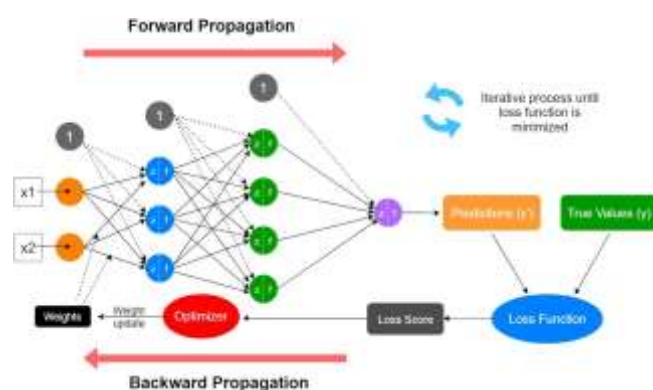 Forward Propagation
1
1
1
Iterative process until
loss function is
minimized
x1
x2
z f
z f
z f
z f
z f
z f
z f
z f
Predictions (y')
True Values (y)
Weights
Weight
update
Optimizer
Loss Score
Loss Function
Backward Propagation